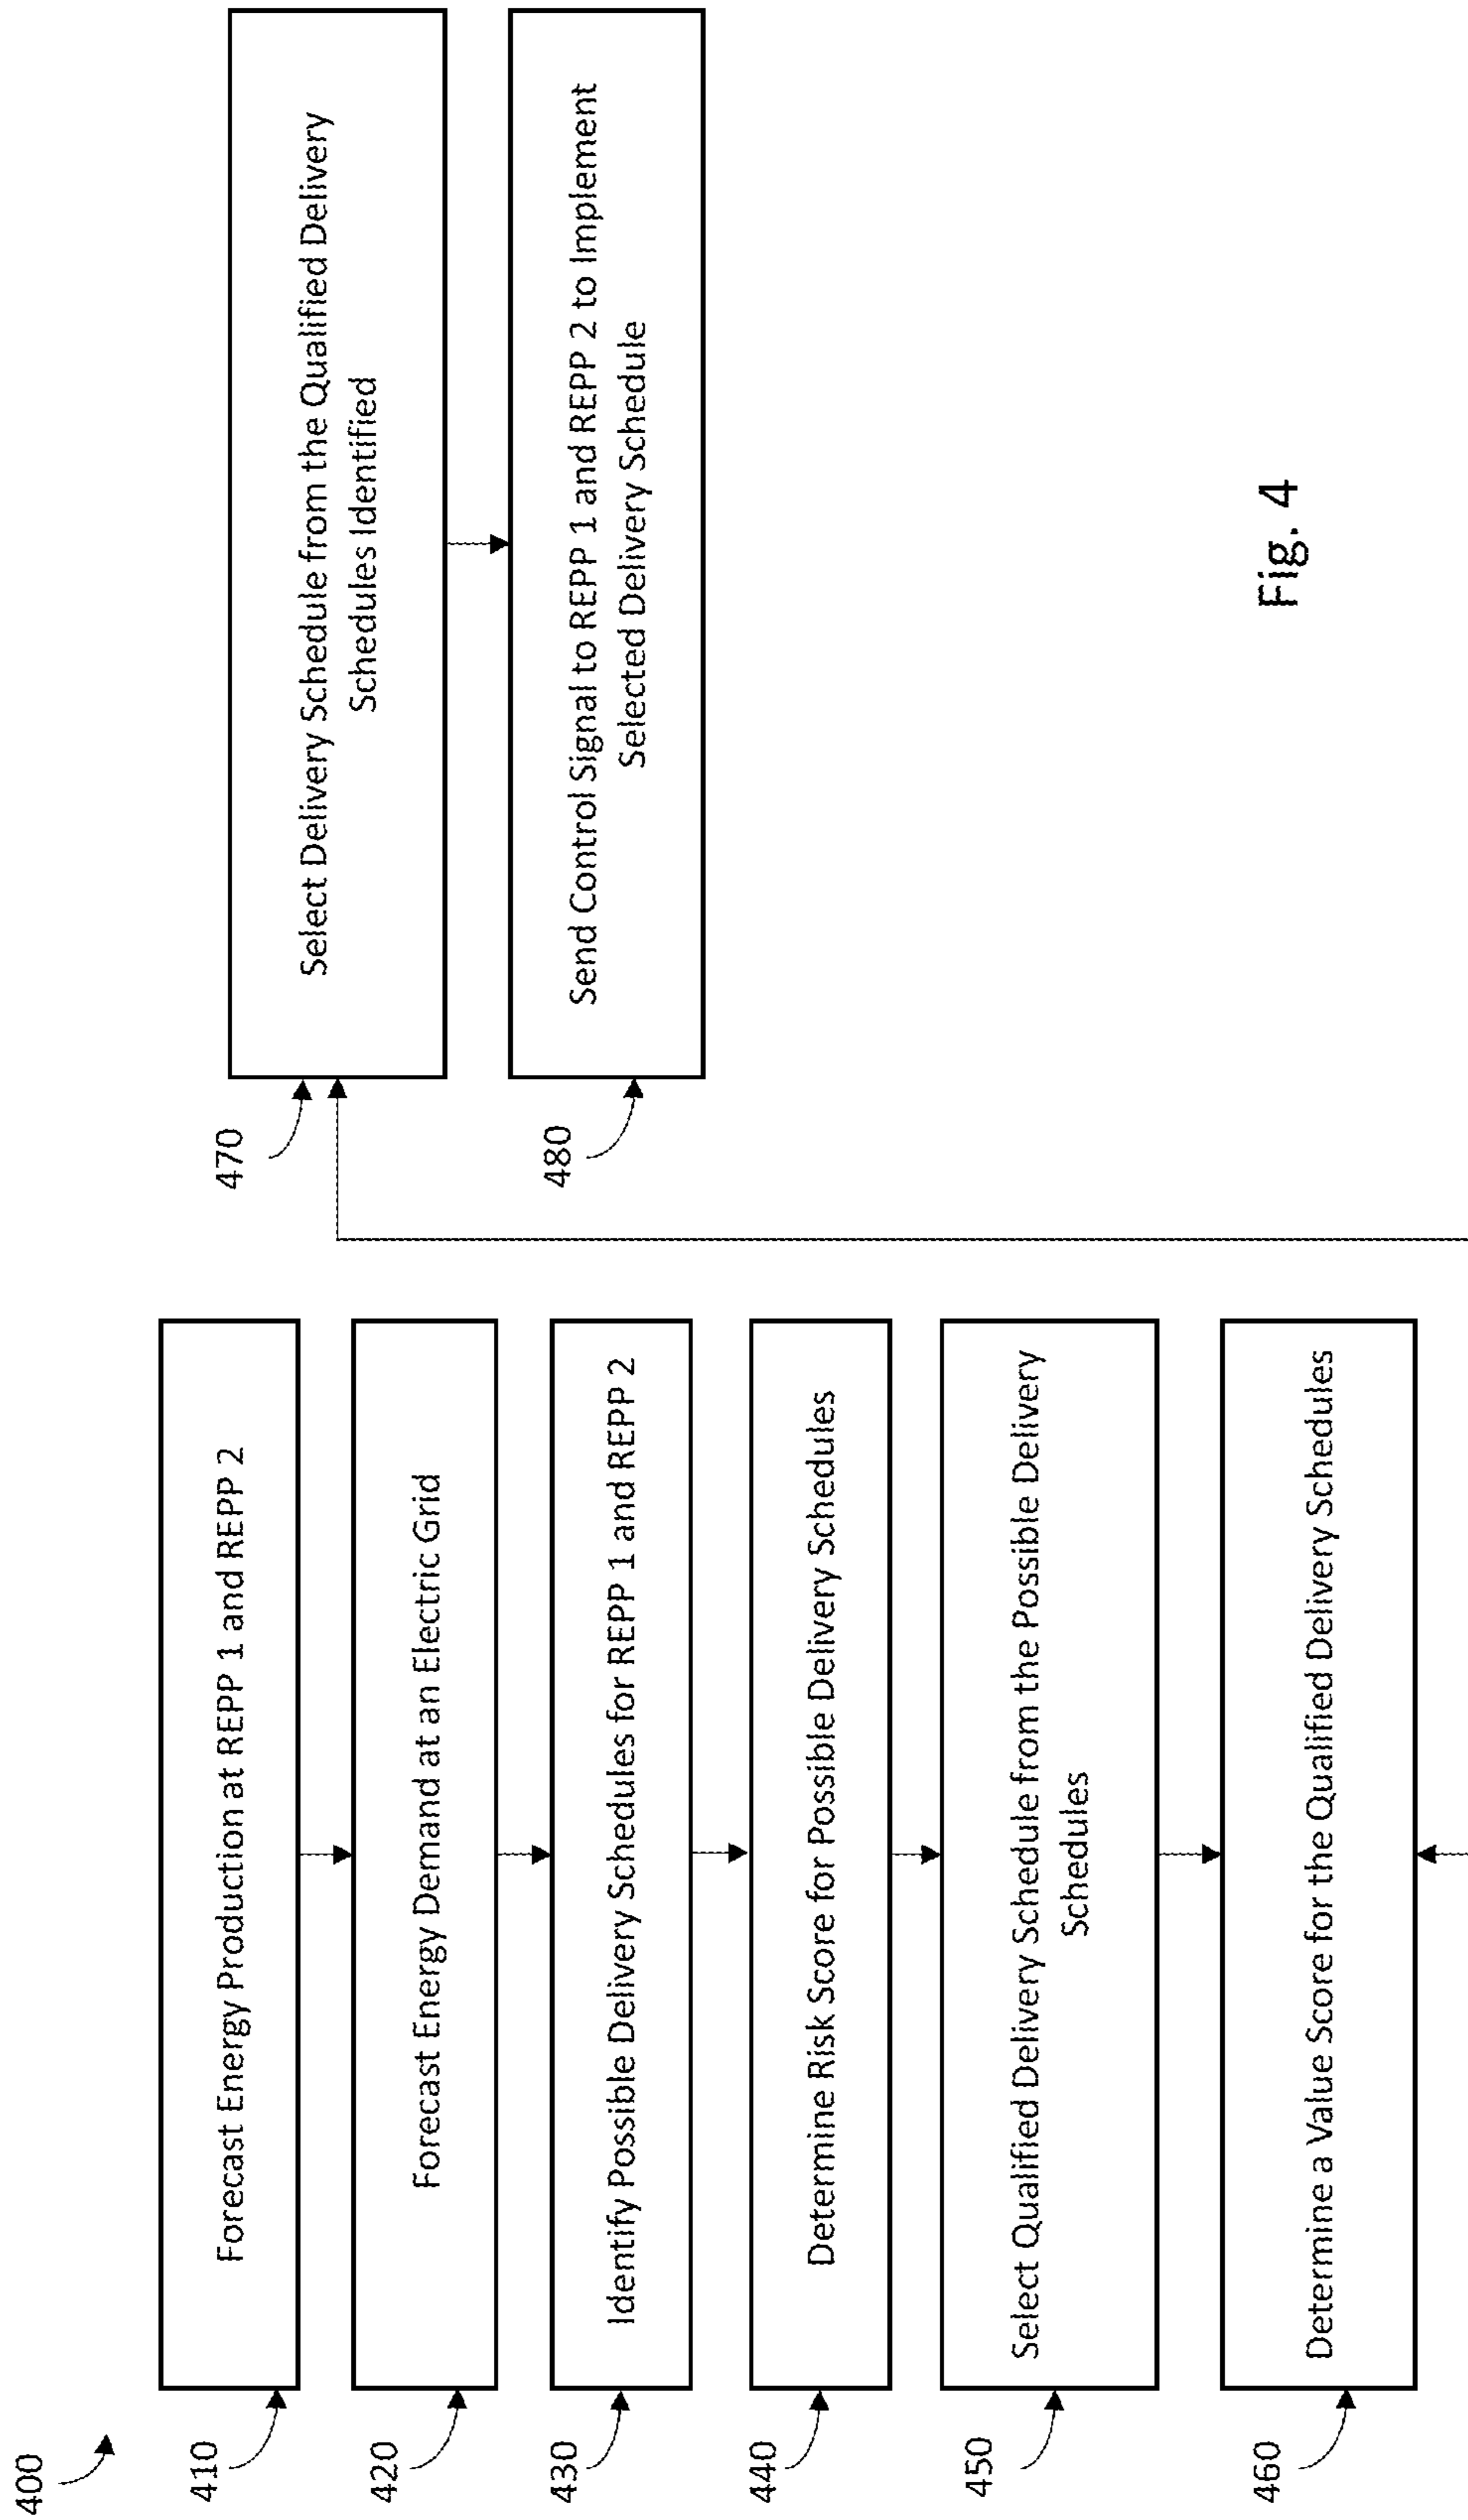 400
410
Forecast Energy Production at REPP 1 and REPP 2
420
Forecast Energy Demand at an Electric Grid
430
Identify Possible Delivery Schedules for REPP 1 and REPP 2
440
Determine Risk Score for Possible Delivery Schedules
450
Select Qualified Delivery Schedule from the Possible Delivery
Schedules
460
Determine a Value Score for the Qualified Delivery Schedules
470
Select Delivery Schedule from the Qualified Delivery
Schedules Identified
480
Send Control Signal to REPP 1 and REPP 2 to Implement
Selected Delivery Schedule
Fig. 4